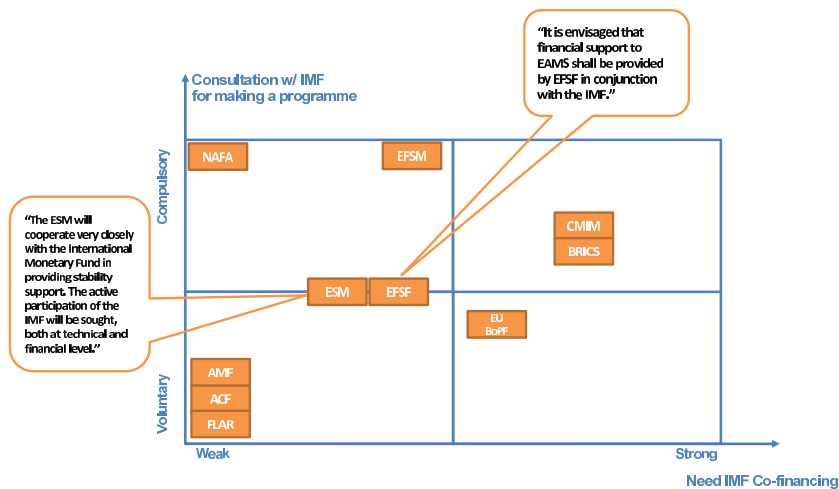 “It is envisaged that
financial support to
EAMS shall be provided
by EFSF in conjunction
with the IMF.”
Consultation w/ IMF
for making a programme
Compulsory
NAFA
EFSM
“The ESM will
cooperate very closely
with the International
Monetary Fund in
providing stability
support. The active
participation of the
IMF will be sought,
both at technical and
financial level.”
CMIM
BRICS
ESM
EFSF
EU
BoPF
Voluntary
AMF
ACF
FLAR
Weak
Strong
Need IMF Co-financing